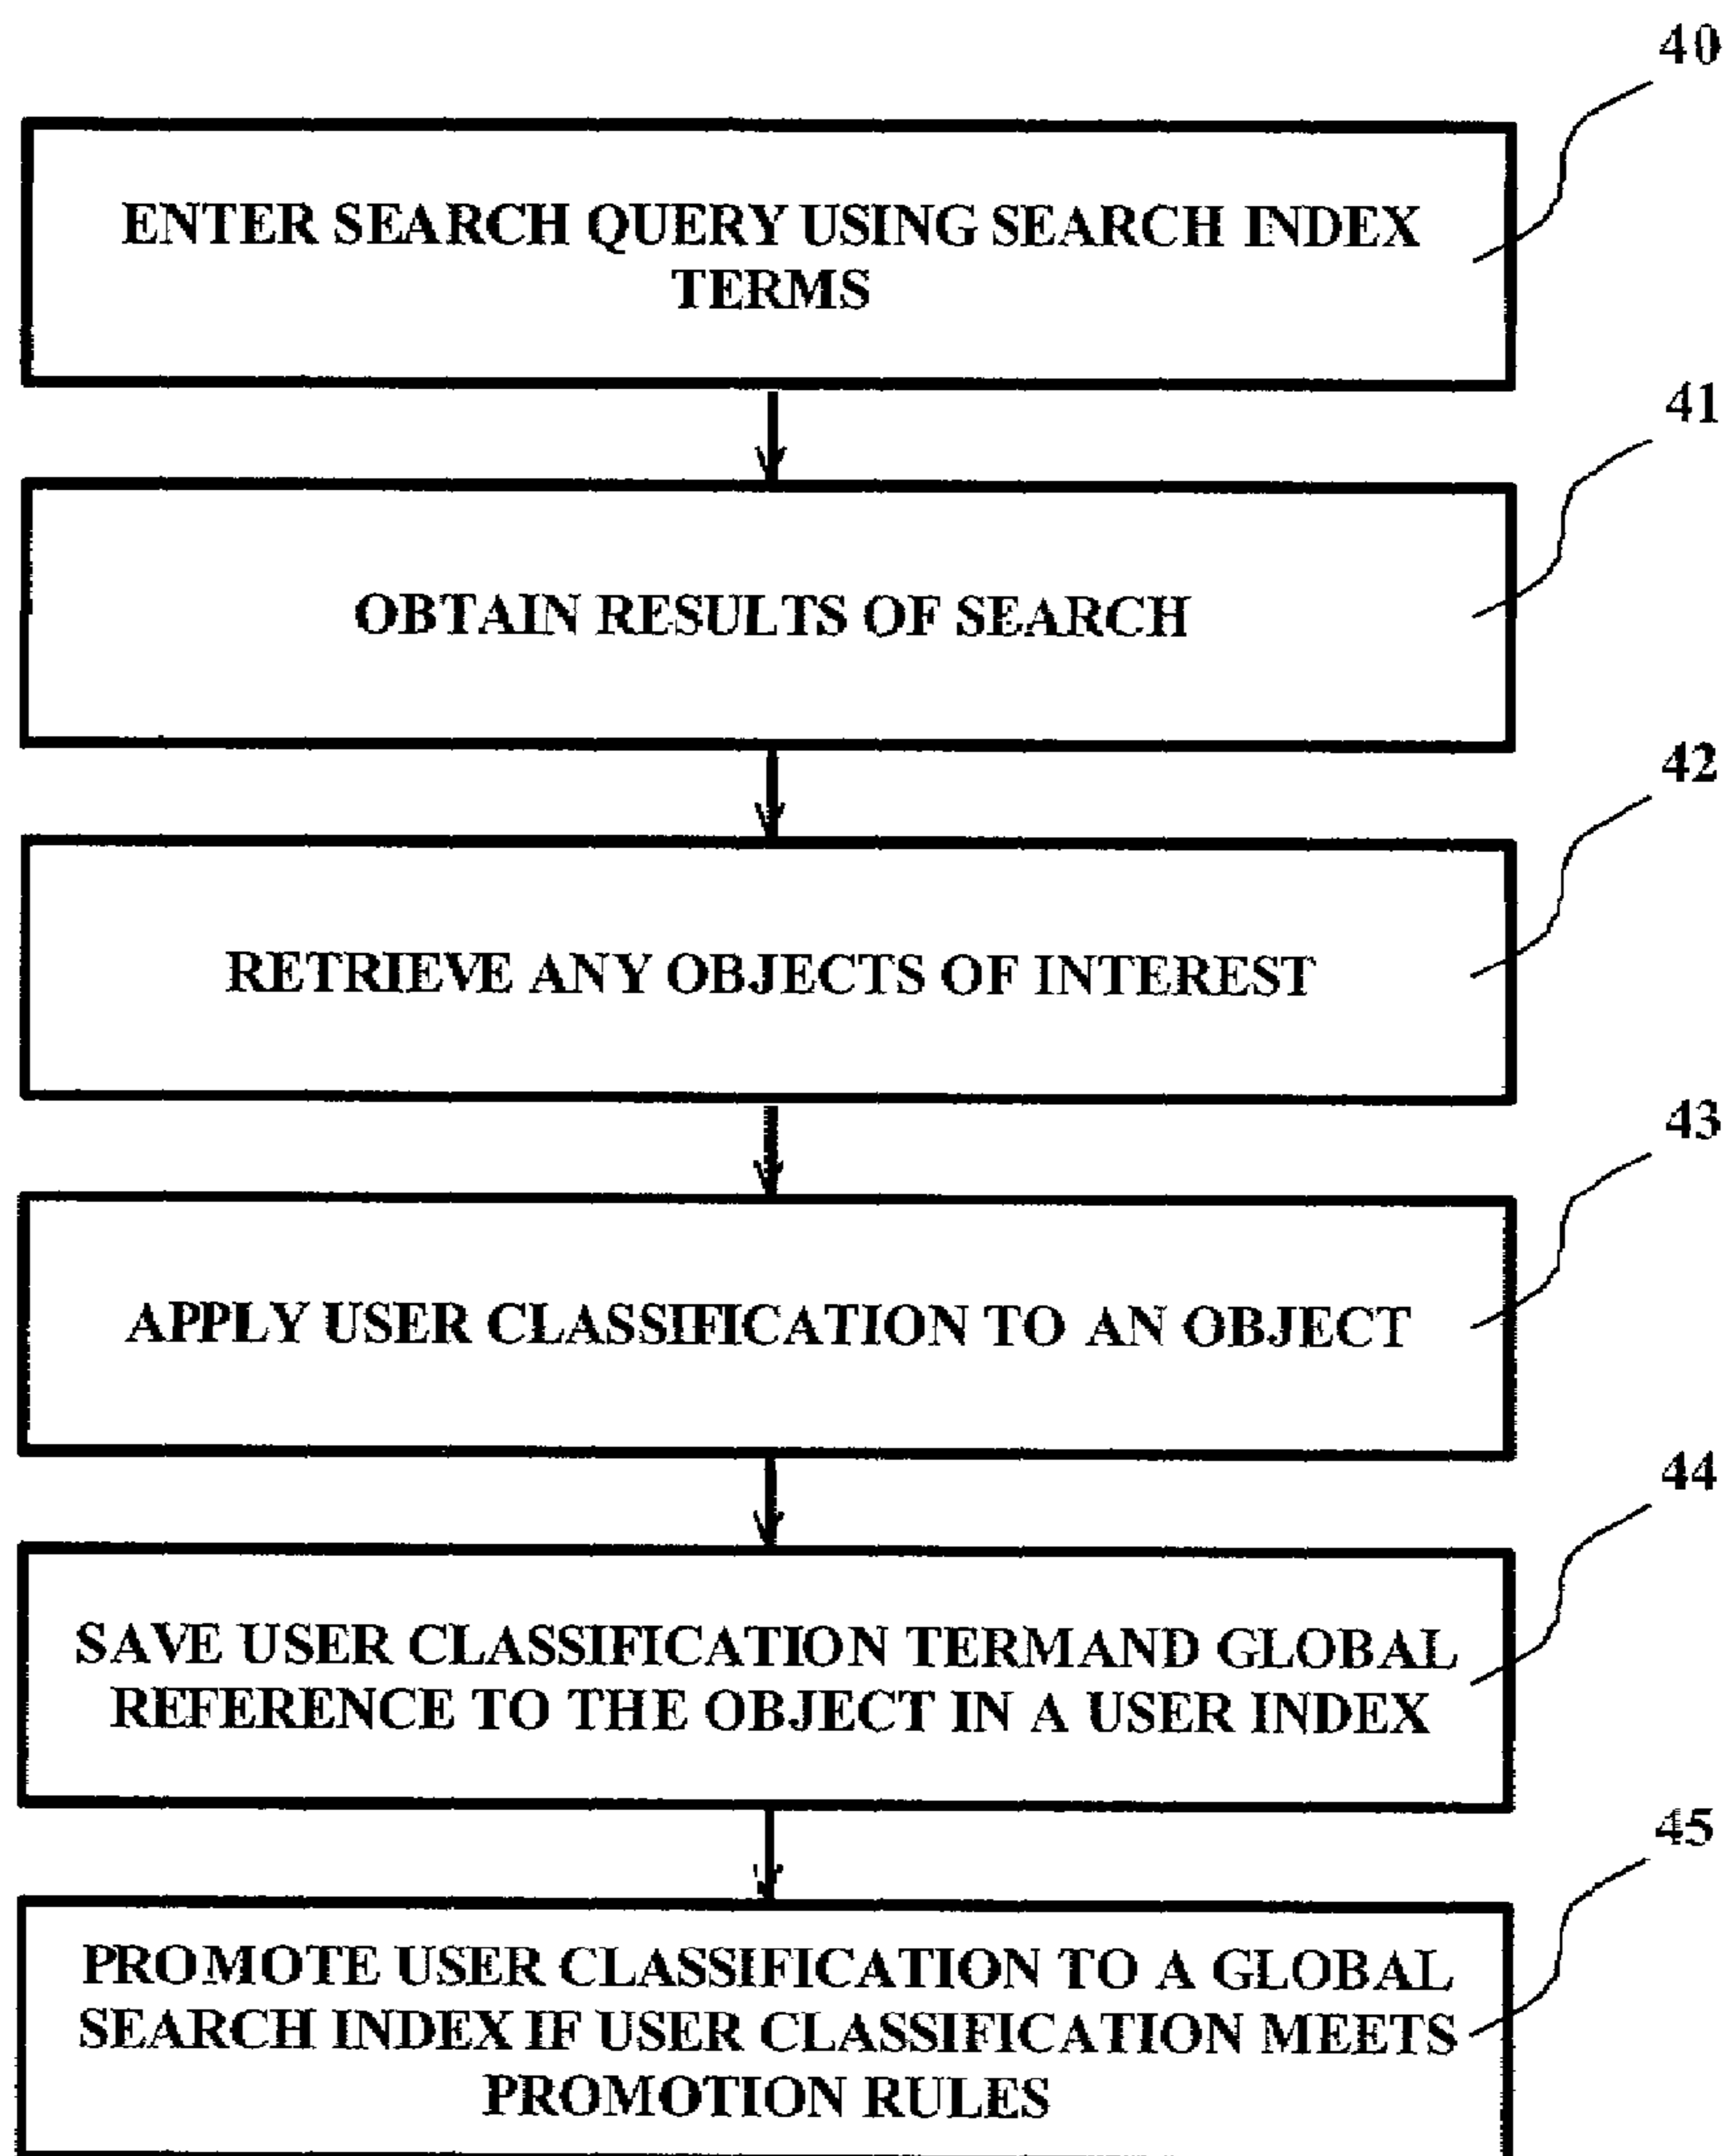 40
ENTER SEARCH QUERY USING SEARCH INDEX
TERMS
41
OBTAIN RESULTS OF SEARCH
42
RETRIEVE ANY OBJECTS OF INTEREST
43
APPLY USER CLASSIFICATION TO AN OBJECT
44
SAVE USER CLASSIFICATION TERMAND GLOBAL
REFERENCE TO THE OBJECT IN A USER INDEX
45
PROMOTE USER CLASSIFICATION TO A GLOBAL
SEARCH INDEX IF USER CLASSIFICATION MEETS
PROMOTION RULES